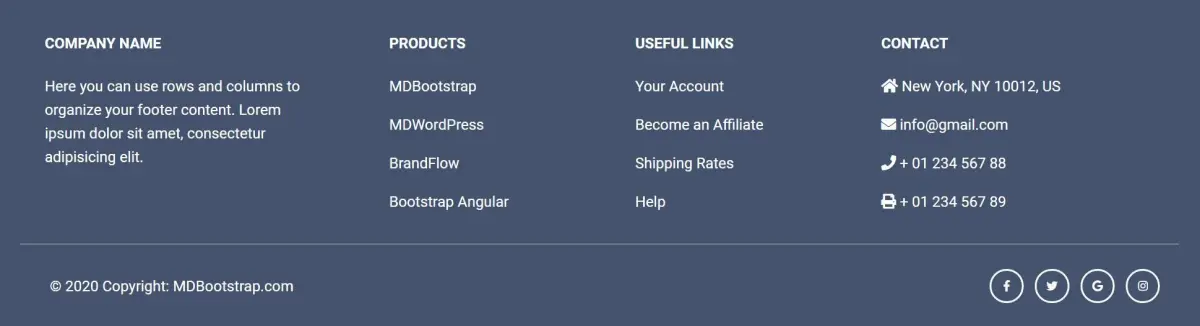 COMPANY NAME
Here you can use rows and columns to
organize your footer content. Lorem
ipsum dolor sit amet, consectetur
adipisicing elit.
PRODUCTS
MDBootstrap
MDWordPress
BrandFlow
Bootstrap Angular
USEFUL LINKS
Your Account
Become an Affiliate
Shipping Rates
Help
CONTACT
New York, NY 10012, US
info@gmail.com
+ 01 234 567 88
+ 01 234 567 89
© 2020 Copyright: MDBootstrap.com